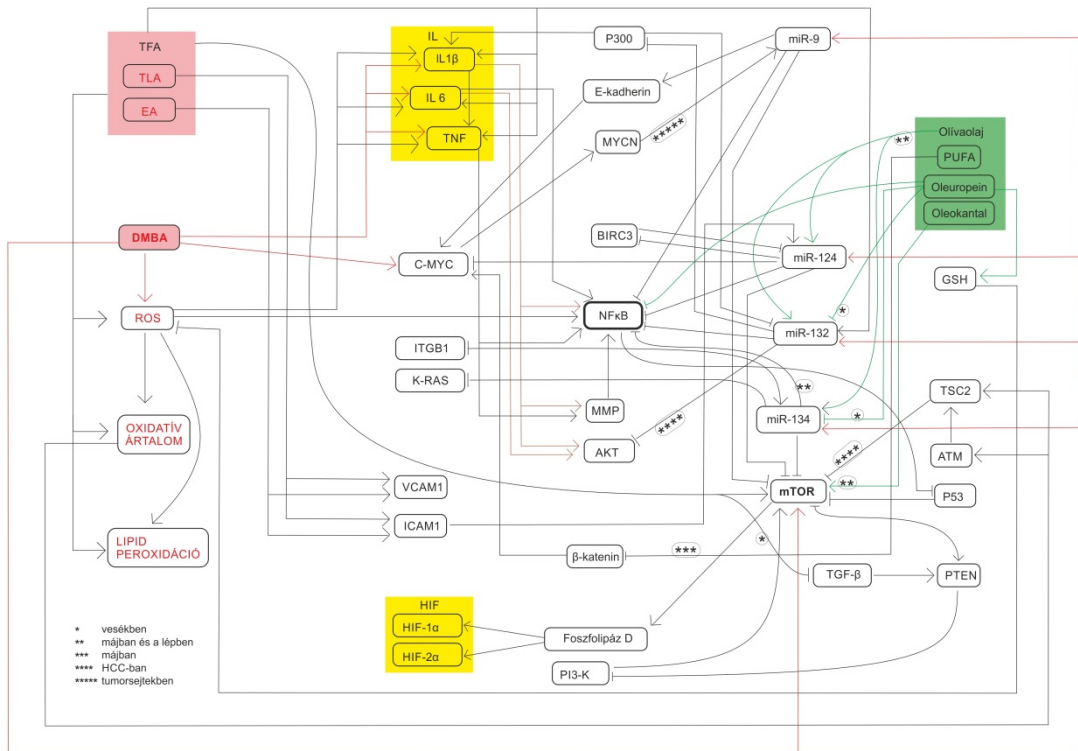 TFA
TLA
EA
IL
IL1β
IL 6
TNF
P300
miR-9
E-kadherin
MYCN
*****
**
Olívaolaj
PUFA
Oleuropein
Oleokantal
DMBA
C-MYC
BIRC3
miR-124
GSH
ROS
NFκB
*
miR-132
ITGB1
K-RAS
**
MMP
****
miR-134
*
TSC2
OXIDATÍV
ÁRTALOM
AKT
****
ATM
VCAM1
mTOR
**
P53
ICAM1
LIPID
PEROXIDÁCIÓ
β-katenin
***
*
TGF-β
PTEN
HIF
HIF-1α
HIF-2α
Foszfolipáz D
PI3-K
* vesékben
** májban és a lépben
*** májban
**** HCC-ban
***** tumorsejtekben